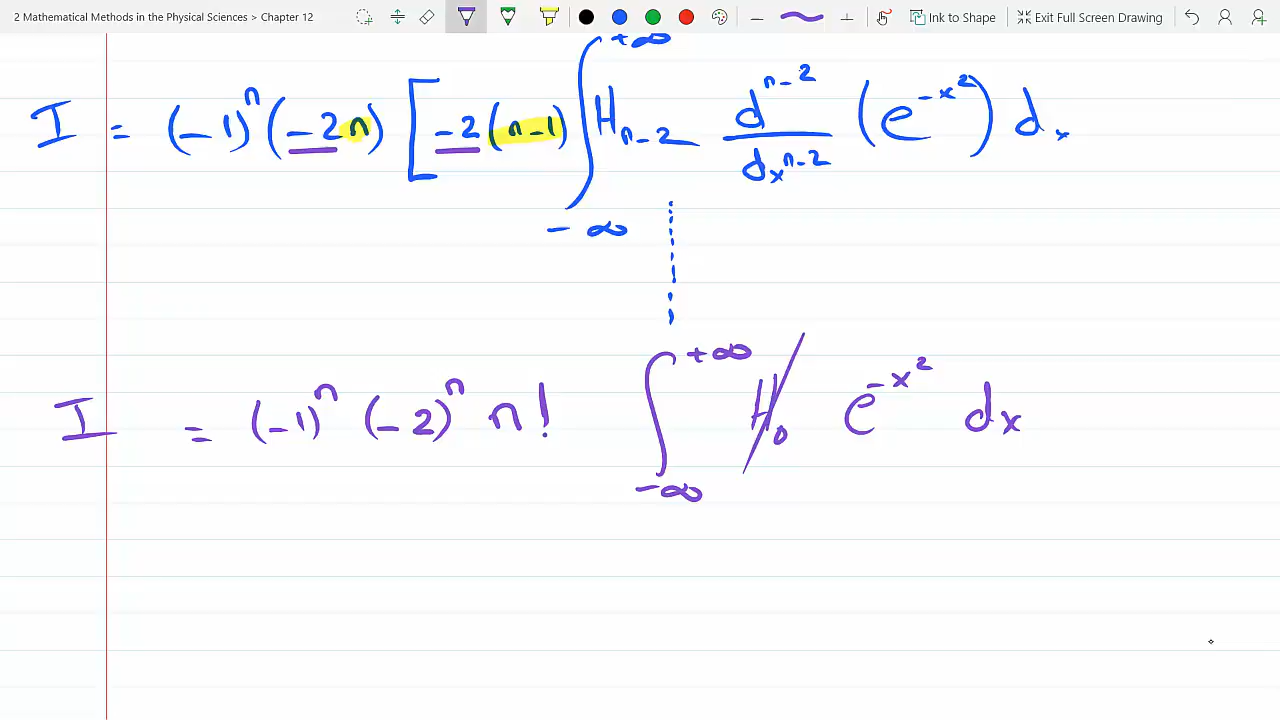 2 Mathematical Methods in the Physical Sciences > Chapter 12
Ink to Shape
Exit Full Screen Drawing
I = (-1)^n (-2n) [ -2(n-1) ∫_{-∞}^{+∞} H_{n-2} d^{n-2}/dx^{n-2} (e^{-x^2}) dx
I = (-1)^n (-2)^n n! ∫_{-∞}^{+∞} H_0 e^{-x^2} dx